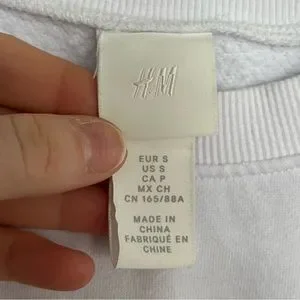 H&M
EUR S
US S
CA P
MX CH
CN 165/88A
MADE IN
CHINA
FABRIQUÉ EN
CHINE